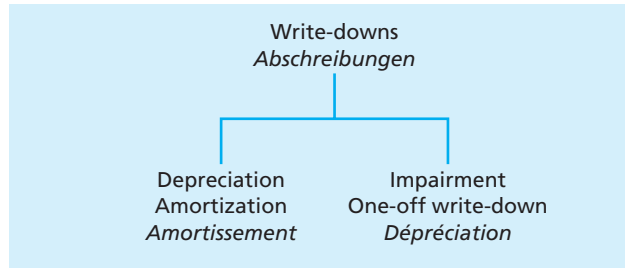 Write-downs
Abschreibungen
Depreciation
Amortization
Amortissement
Impairment
One-off write-down
Dépréciation